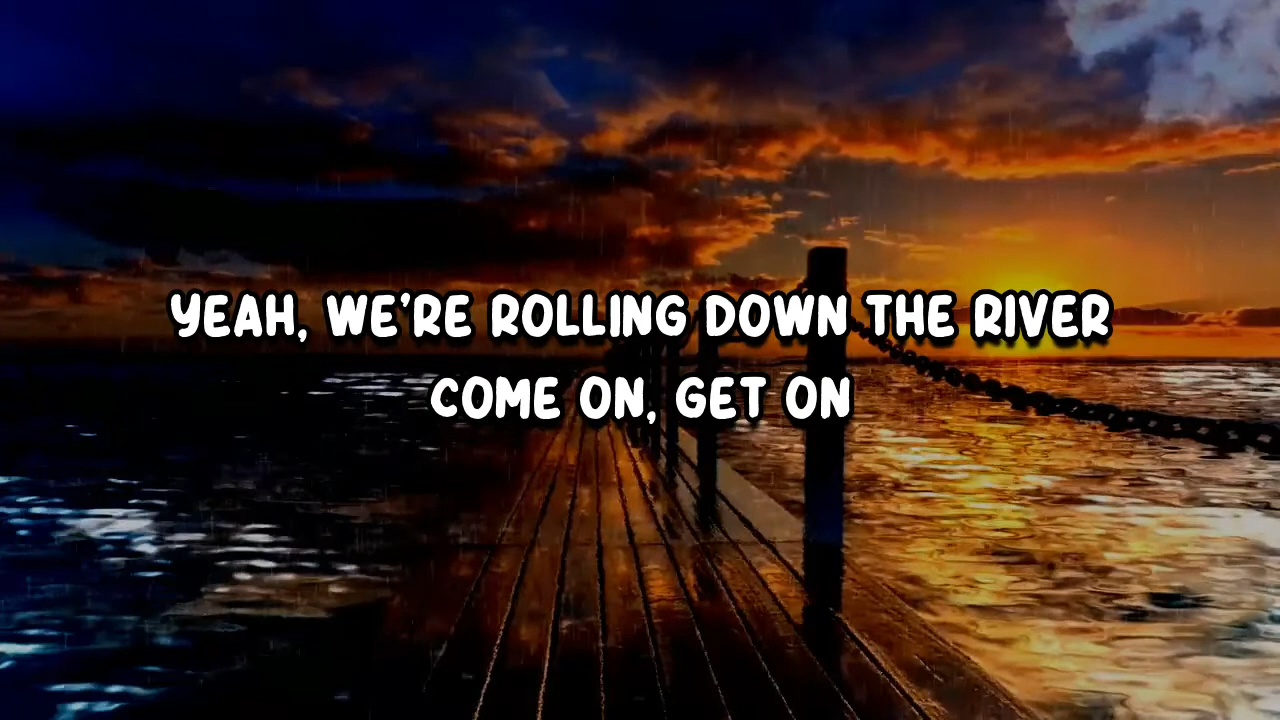 YEAH, WE'RE ROLLING DOWN THE RIVER
COME ON, GET ON